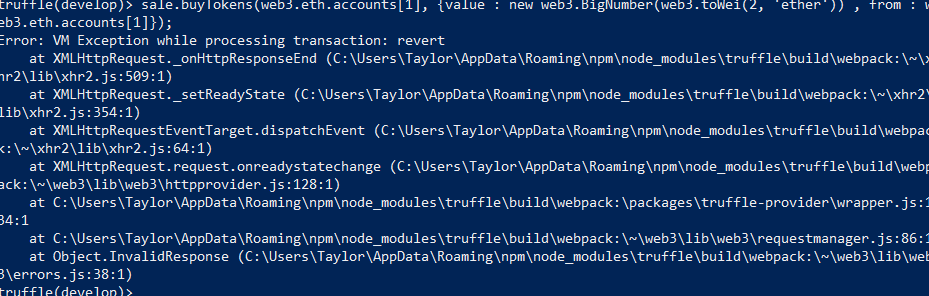 truffle(develop)> sale.buyTokens(web3.eth.accounts[1], {value : new web3.BigNumber(web3.toWei(2, 'ether')) , from : w
eb3.eth.accounts[1]});
Error: VM Exception while processing transaction: revert
at XMLHttpRequest._onHttpResponseEnd (C:\Users\Taylor\AppData\Roaming\npm\node_modules\truffle\build\webpack:\~\x
hr2\lib\xhr2.js:509:1)
at XMLHttpRequest._setReadyState (C:\Users\Taylor\AppData\Roaming\npm\node_modules\truffle\build\webpack:\~\xhr2\
lib\xhr2.js:354:1)
at XMLHttpRequestEventTarget.dispatchEvent (C:\Users\Taylor\AppData\Roaming\npm\node_modules\truffle\build\webpac
k:\~\xhr2\lib\xhr2.js:64:1)
at XMLHttpRequest.request.onreadystatechange (C:\Users\Taylor\AppData\Roaming\npm\node_modules\truffle\build\webp
ack:\~\web3\lib\web3\httpprovider.js:128:1)
at C:\Users\Taylor\AppData\Roaming\npm\node_modules\truffle\build\webpack:\packages\truffle-provider\wrapper.js:1
34:1
at C:\Users\Taylor\AppData\Roaming\npm\node_modules\truffle\build\webpack:\~\web3\lib\web3\requestmanager.js:86:1
at Object.InvalidResponse (C:\Users\Taylor\AppData\Roaming\npm\node_modules\truffle\build\webpack:\~\web3\lib\web
3\errors.js:38:1)
truffle(develop)>